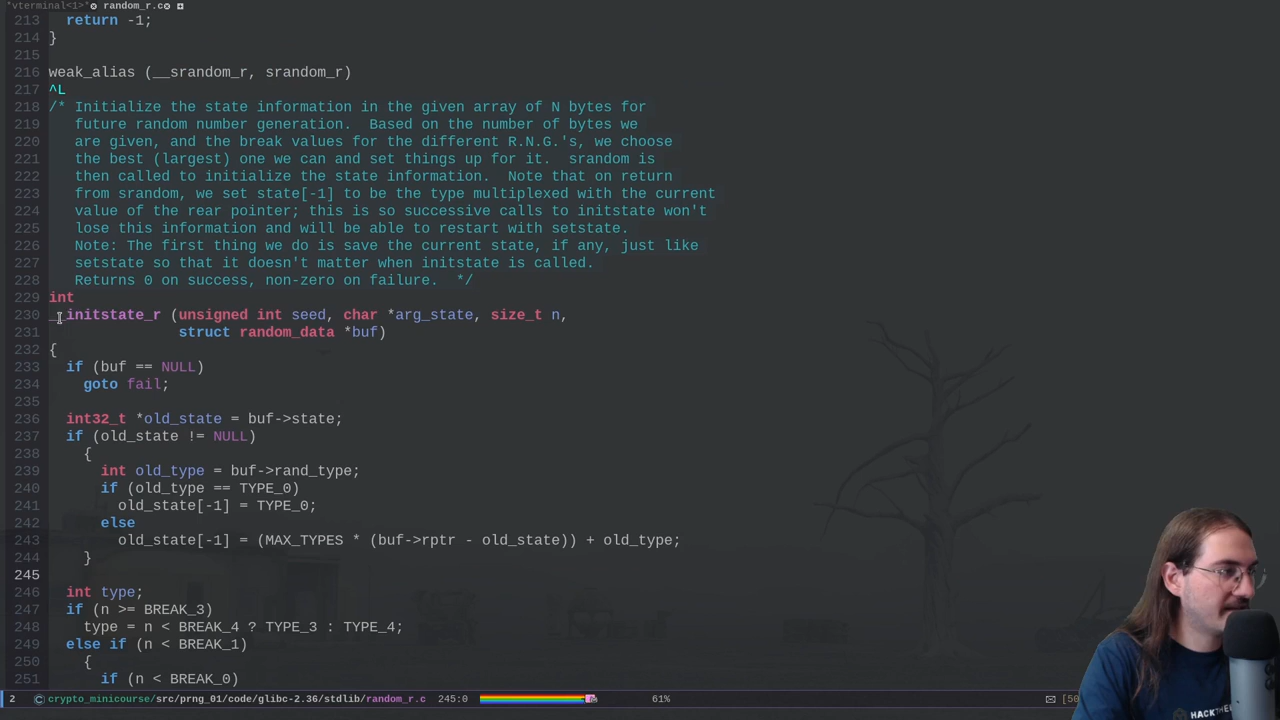 *vterminal<1>* random_r.c
213 return -1;
214 }
215
216 weak_alias (__srandom_r, srandom_r)
217 ^L
218 /* Initialize the state information in the given array of N bytes for
219 future random number generation.  Based on the number of bytes we
220 are given, and the break values for the different R.N.G.'s, we choose
221 the best (largest) one we can and set things up for it.  srandom is
222 then called to initialize the state information.  Note that on return
223 from srandom, we set state[-1] to be the type multiplexed with the current
224 value of the rear pointer; this is so successive calls to initstate won't
225 lose this information and will be able to restart with setstate.
226 Note: The first thing we do is save the current state, if any, just like
227 setstate so that it doesn't matter when initstate is called.
228 Returns 0 on success, non-zero on failure.  */
229 int
230 __initstate_r (unsigned int seed, char *arg_state, size_t n,
231 struct random_data *buf)
232 {
233 if (buf == NULL)
234 goto fail;
235
236 int32_t *old_state = buf->state;
237 if (old_state != NULL)
238 {
239 int old_type = buf->rand_type;
240 if (old_type == TYPE_0)
241 old_state[-1] = TYPE_0;
242 else
243 old_state[-1] = (MAX_TYPES * (buf->rptr - old_state)) + old_type;
244 }
245
246 int type;
247 if (n >= BREAK_3)
248 type = n < BREAK_4 ? TYPE_3 : TYPE_4;
249 else if (n < BREAK_1)
250 {
251 if (n < BREAK_0)
2 crypto_minicourse/src/prng_01/code/glibc-2.36/stdlib/random_r.c 245:0 61% [50
HACKTHE